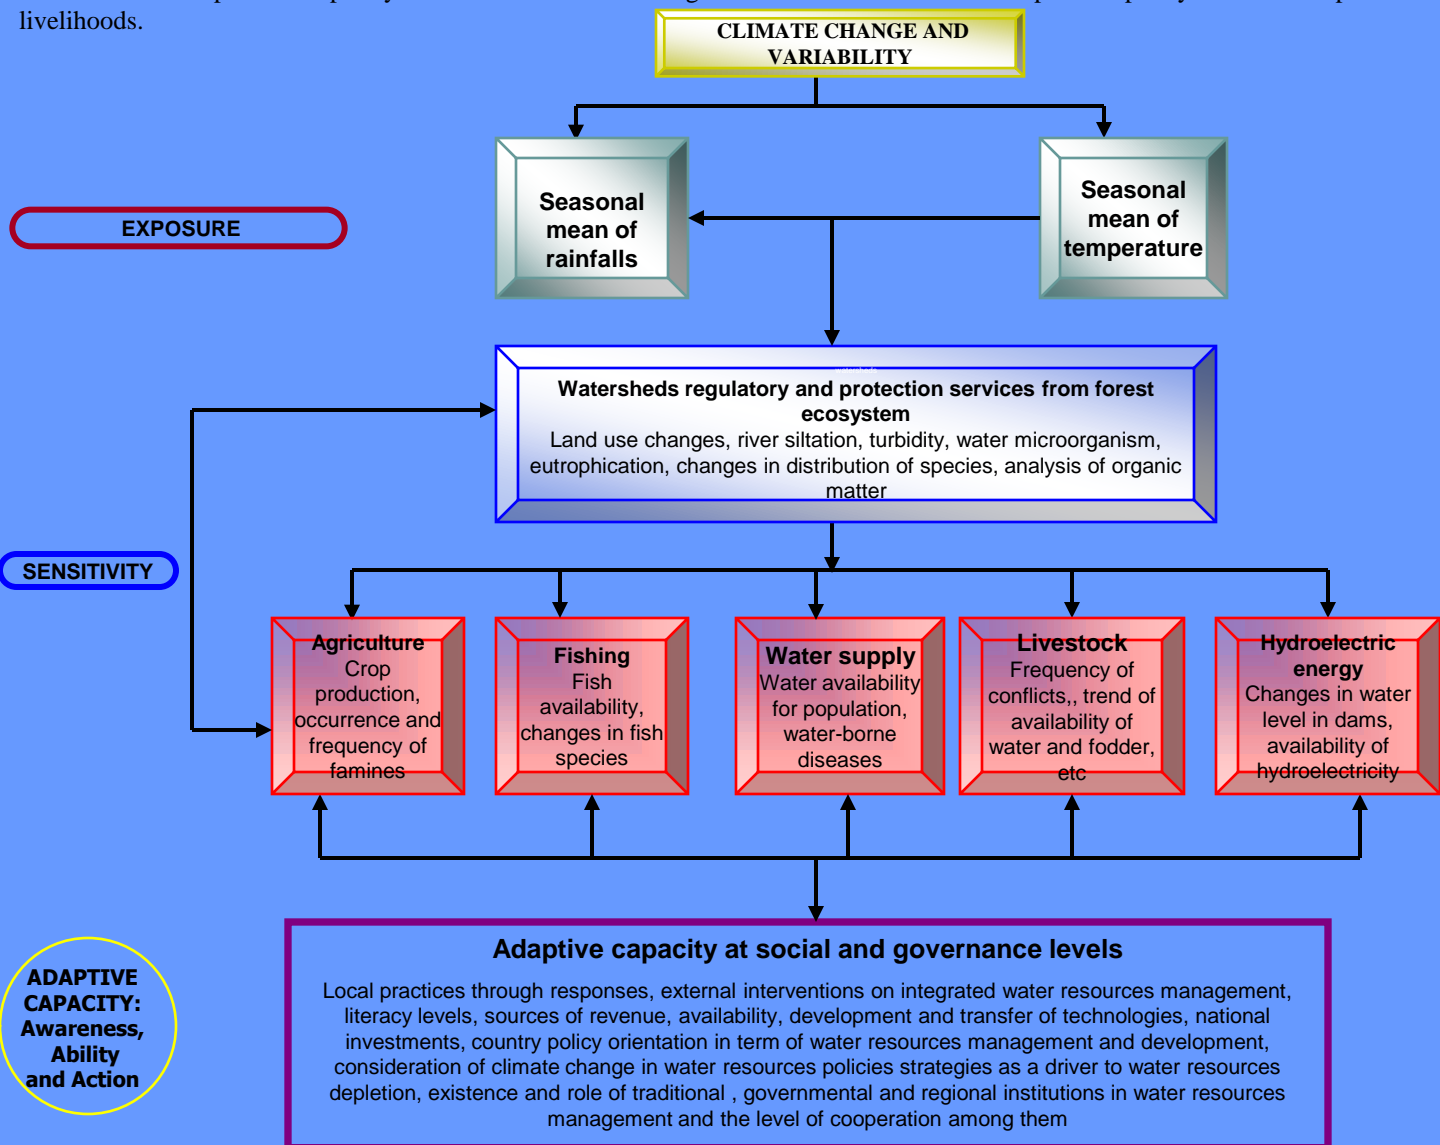 livelihoods.
CLIMATE CHANGE AND
VARIABILITY
Seasonal
mean of
rainfalls
Seasonal
mean of
temperature
EXPOSURE
watersheds
Watersheds regulatory and protection services from forest
ecosystem
Land use changes, river siltation, turbidity, water microorganism,
eutrophication, changes in distribution of species, analysis of organic
matter
SENSITIVITY
Agriculture
Crop
production,
occurrence and
frequency of
famines
Fishing
Fish
availability,
changes in fish
species
Water supply
Water availability
for population,
water-borne
diseases
Livestock
Frequency of
conflicts,, trend of
availability of
water and fodder,
etc
Hydroelectric
energy
Changes in water
level in dams,
availability of
hydroelectricity
Adaptive capacity at social and governance levels
Local practices through responses, external interventions on integrated water resources management,
literacy levels, sources of revenue, availability, development and transfer of technologies, national
investments, country policy orientation in term of water resources management and development,
consideration of climate change in water resources policies strategies as a driver to water resources
depletion, existence and role of traditional , governmental and regional institutions in water resources
management and the level of cooperation among them
ADAPTIVE
CAPACITY:
Awareness,
Ability
and Action